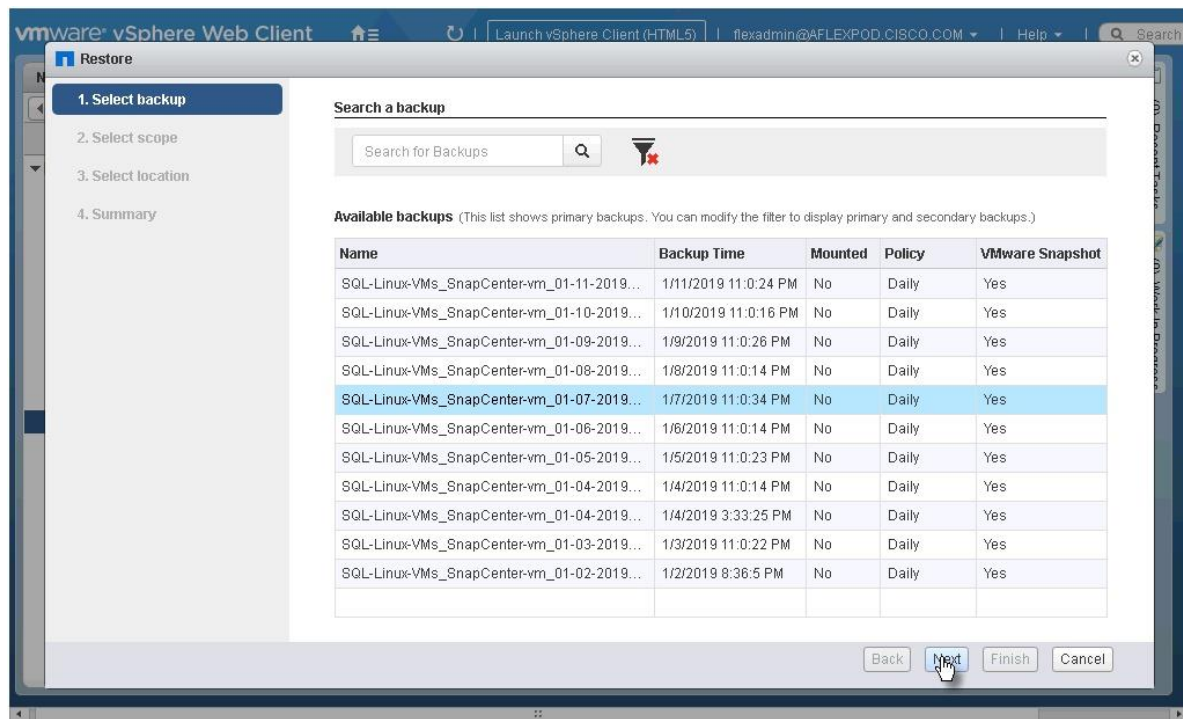 vmware® vSphere Web Client Launch vSphere Client (HTML5) | flexadmin@AFLEXPOD.CISCO.COM | Help | Search
Restore
1. Select backup
2. Select scope
3. Select location
4. Summary
Search a backup
Search for Backups
Available backups (This list shows primary backups. You can modify the filter to display primary and secondary backups.)
Name Backup Time Mounted Policy VMware Snapshot
SQL-Linux-VMs_SnapCenter-vm_01-11-2019... 1/11/2019 11:0:24 PM No Daily Yes
SQL-Linux-VMs_SnapCenter-vm_01-10-2019... 1/10/2019 11:0:16 PM No Daily Yes
SQL-Linux-VMs_SnapCenter-vm_01-09-2019... 1/9/2019 11:0:26 PM No Daily Yes
SQL-Linux-VMs_SnapCenter-vm_01-08-2019... 1/8/2019 11:0:14 PM No Daily Yes
SQL-Linux-VMs_SnapCenter-vm_01-07-2019... 1/7/2019 11:0:34 PM No Daily Yes
SQL-Linux-VMs_SnapCenter-vm_01-06-2019... 1/6/2019 11:0:14 PM No Daily Yes
SQL-Linux-VMs_SnapCenter-vm_01-05-2019... 1/5/2019 11:0:23 PM No Daily Yes
SQL-Linux-VMs_SnapCenter-vm_01-04-2019... 1/4/2019 11:0:14 PM No Daily Yes
SQL-Linux-VMs_SnapCenter-vm_01-04-2019... 1/4/2019 3:33:25 PM No Daily Yes
SQL-Linux-VMs_SnapCenter-vm_01-03-2019... 1/3/2019 11:0:22 PM No Daily Yes
SQL-Linux-VMs_SnapCenter-vm_01-02-2019... 1/2/2019 8:36:5 PM No Daily Yes
Back Next Finish Cancel
(0) Recent Tasks
(0) Work In Progress